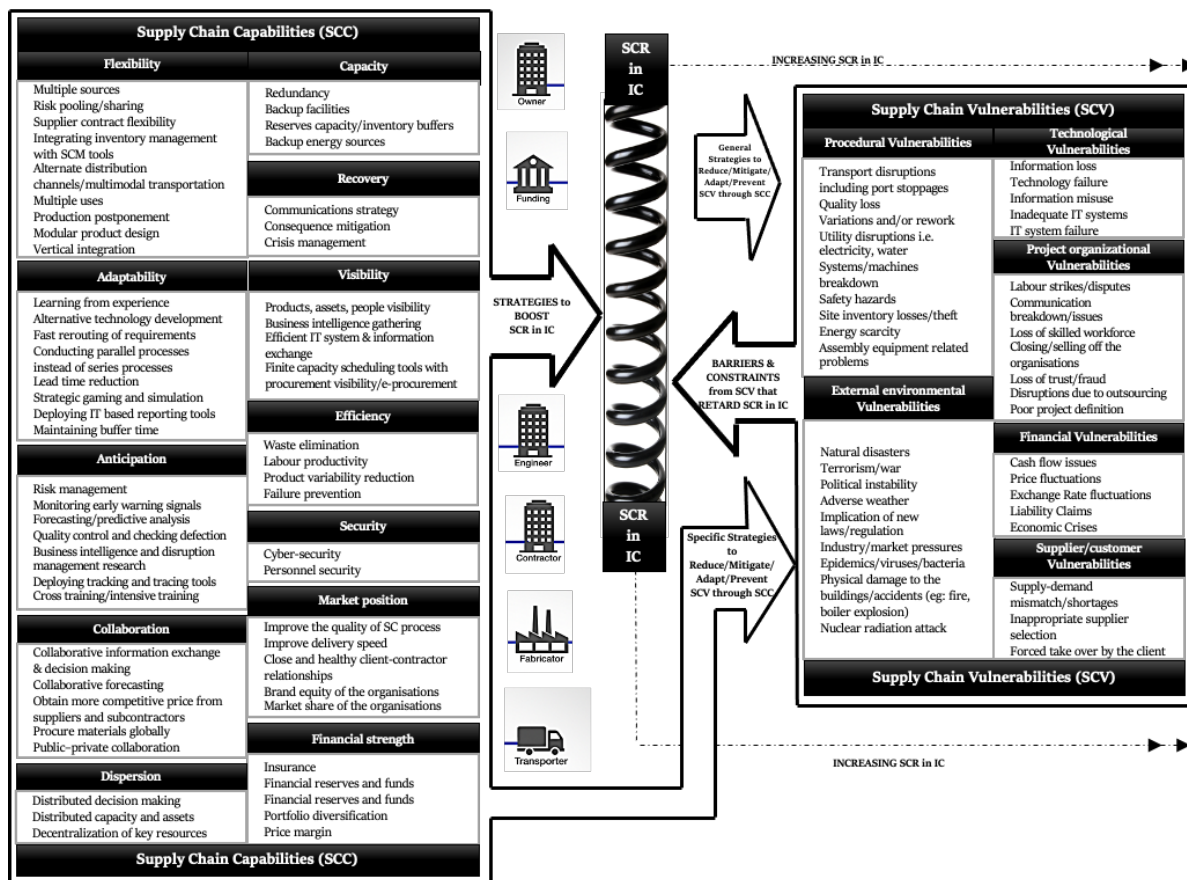 Supply Chain Capabilities (SCC)
Flexibility
Multiple sources
Risk pooling/sharing
Supplier contract flexibility
Integrating inventory management
with SCM tools
Alternate distribution
channels/multimodal transportation
Multiple uses
Production postponement
Modular product design
Vertical integration
Adaptability
Learning from experience
Alternative technology development
Fast rerouting of requirements
Conducting parallel processes
instead of series processes
Lead time reduction
Strategic gaming and simulation
Deploying IT based reporting tools
Maintaining buffer time
Anticipation
Risk management
Monitoring early warning signals
Forecasting/predictive analysis
Quality control and checking defection
Business intelligence and disruption
management research
Deploying tracking and tracing tools
Cross training/intensive training
Collaboration
Collaborative information exchange
& decision making
Collaborative forecasting
Obtain more competitive price from
suppliers and subcontractors
Procure materials globally
Public–private collaboration
Dispersion
Distributed decision making
Distributed capacity and assets
Decentralization of key resources
Capacity
Redundancy
Backup facilities
Reserves capacity/inventory buffers
Backup energy sources
Recovery
Communications strategy
Consequence mitigation
Crisis management
Visibility
Products, assets, people visibility
Business intelligence gathering
Efficient IT system & information
exchange
Finite capacity scheduling tools with
procurement visibility/e-procurement
Efficiency
Waste elimination
Labour productivity
Product variability reduction
Failure prevention
Security
Cyber-security
Personnel security
Market position
Improve the quality of SC process
Improve delivery speed
Close and healthy client-contractor
relationships
Brand equity of the organisations
Market share of the organisations
Financial strength
Insurance
Financial reserves and funds
Financial reserves and funds
Portfolio diversification
Price margin
Supply Chain Capabilities (SCC)
Owner
Funding
STRATEGIES to
BOOST
SCR in IC
Engineer
Contractor
Fabricator
Transporter
SCR
in
IC
SCR
in
IC
INCREASING SCR in IC
General
Strategies to
Reduce/Mitigate/
Adapt/Prevent
SCV through SCC
BARRIERS &
CONSTRAINTS
from SCV that
RETARD SCR in IC
Specific Strategies
to
Reduce/Mitigate/
Adapt/Prevent
SCV through SCC
INCREASING SCR in IC
Supply Chain Vulnerabilities (SCV)
Procedural Vulnerabilities
Transport disruptions
including port stoppages
Quality loss
Variations and/or rework
Utility disruptions i.e.
electricity, water
Systems/machines
breakdown
Safety hazards
Site inventory losses/theft
Energy scarcity
Assembly equipment related
problems
External environmental
Vulnerabilities
Natural disasters
Terrorism/war
Political instability
Adverse weather
Implication of new
laws/regulation
Industry/market pressures
Epidemics/viruses/bacteria
Physical damage to the
buildings/accidents (eg: fire,
boiler explosion)
Nuclear radiation attack
Technological
Vulnerabilities
Information loss
Technology failure
Information misuse
Inadequate IT systems
IT system failure
Project organizational
Vulnerabilities
Labour strikes/disputes
Communication
breakdown/issues
Loss of skilled workforce
Closing/selling off the
organisations
Loss of trust/fraud
Disruptions due to outsourcing
Poor project definition
Financial Vulnerabilities
Cash flow issues
Price fluctuations
Exchange Rate fluctuations
Liability Claims
Economic Crises
Supplier/customer
Vulnerabilities
Supply-demand
mismatch/shortages
Inappropriate supplier
selection
Forced take over by the client
Supply Chain Vulnerabilities (SCV)